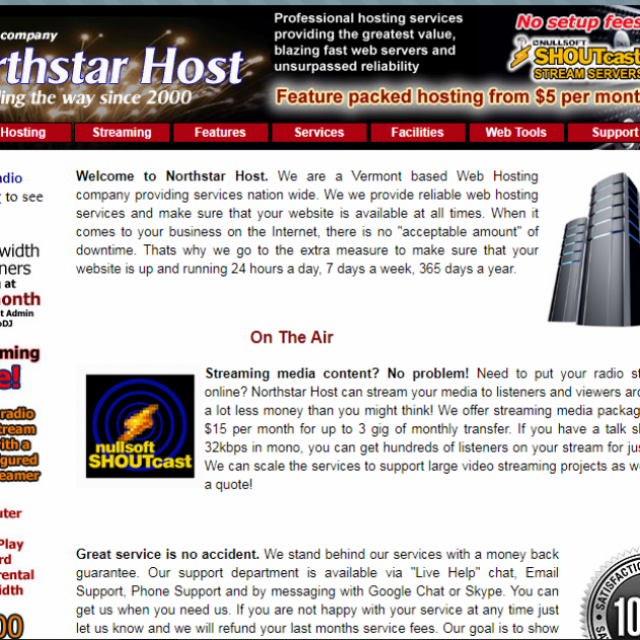 company
Professional hosting services
providing the greatest value,
blazing fast web servers and
unsurpassed reliability
No setup fees
NULLSOFT
SHOUTcast
STREAM SERVERS
rthstar Host
ing the way since 2000
Feature packed hosting from $5 per mont
Hosting
Streaming
Features
Services
Facilities
Web Tools
Support
adio
to see
width
ners
at
onth
t Admin
oDJ
ming
e!
radio
tream
with a
gured
eamer
uter
Play
rd
rental
width
00
Welcome to Northstar Host. We are a Vermont based Web Hosting
company providing services nation wide. We we provide reliable web hosting
services and make sure that your website is available at all times. When it
comes to your business on the Internet, there is no "acceptable amount" of
downtime. Thats why we go to the extra measure to make sure that your
website is up and running 24 hours a day, 7 days a week, 365 days a year.
On The Air
nullsoft
SHOUTcast
Streaming media content? No problem! Need to put your radio st
online? Northstar Host can stream your media to listeners and viewers aro
a lot less money than you might think! We offer streaming media packag
$15 per month for up to 3 gig of monthly transfer. If you have a talk sh
32kbps in mono, you can get hundreds of listeners on your stream for jus
We can scale the services to support large video streaming projects as we
a quote!
Great service is no accident. We stand behind our services with a money back
guarantee. Our support department is available via "Live Help" chat, Email
Support, Phone Support and by messaging with Google Chat or Skype. You can
get us when you need us. If you are not happy with your service at any time just
let us know and we will refund your last months service fees. Our goal is to show
SATISFACTIO
10